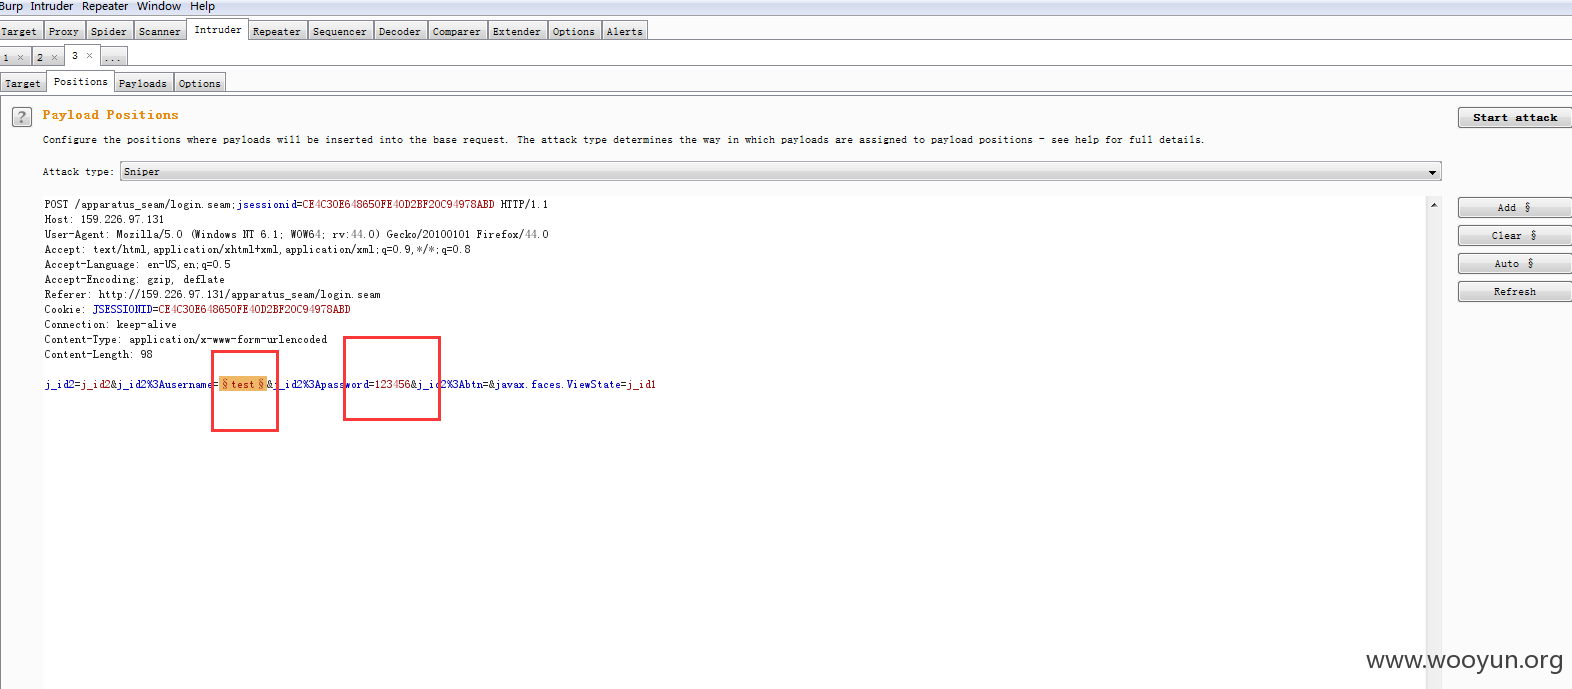 Burp Intruder Repeater Window Help
Target Proxy Spider Scanner Intruder Repeater Sequencer Decoder Comparer Extender Options Alerts
1 × 2 × 3 × ...
Target Positions Payloads Options
? Payload Positions
Start attack
Configure the positions where payloads will be inserted into the base request. The attack type determines the way in which payloads are assigned to payload positions - see help for full details.
Attack type: Sniper
POST /apparatus_seam/login.seam;jsessionid=CE4C30E648650FE40D2BF20C94978ABD HTTP/1.1
Host: 159.226.97.131
User-Agent: Mozilla/5.0 (Windows NT 6.1; WOW64; rv:44.0) Gecko/20100101 Firefox/44.0
Accept: text/html,application/xhtml+xml,application/xml;q=0.9,*/*;q=0.8
Accept-Language: en-US,en;q=0.5
Accept-Encoding: gzip, deflate
Referer: http://159.226.97.131/apparatus_seam/login.seam
Cookie: JSESSIONID=CE4C30E648650FE40D2BF20C94978ABD
Connection: keep-alive
Content-Type: application/x-www-form-urlencoded
Content-Length: 98
j_id2=j_id2&j_id2%3Ausername=§test§&j_id2%3Apassword=123456&j_id2%3Abtn=&javax.faces.ViewState=j_id1
Add §
Clear §
Auto §
Refresh
www.wooyun.org